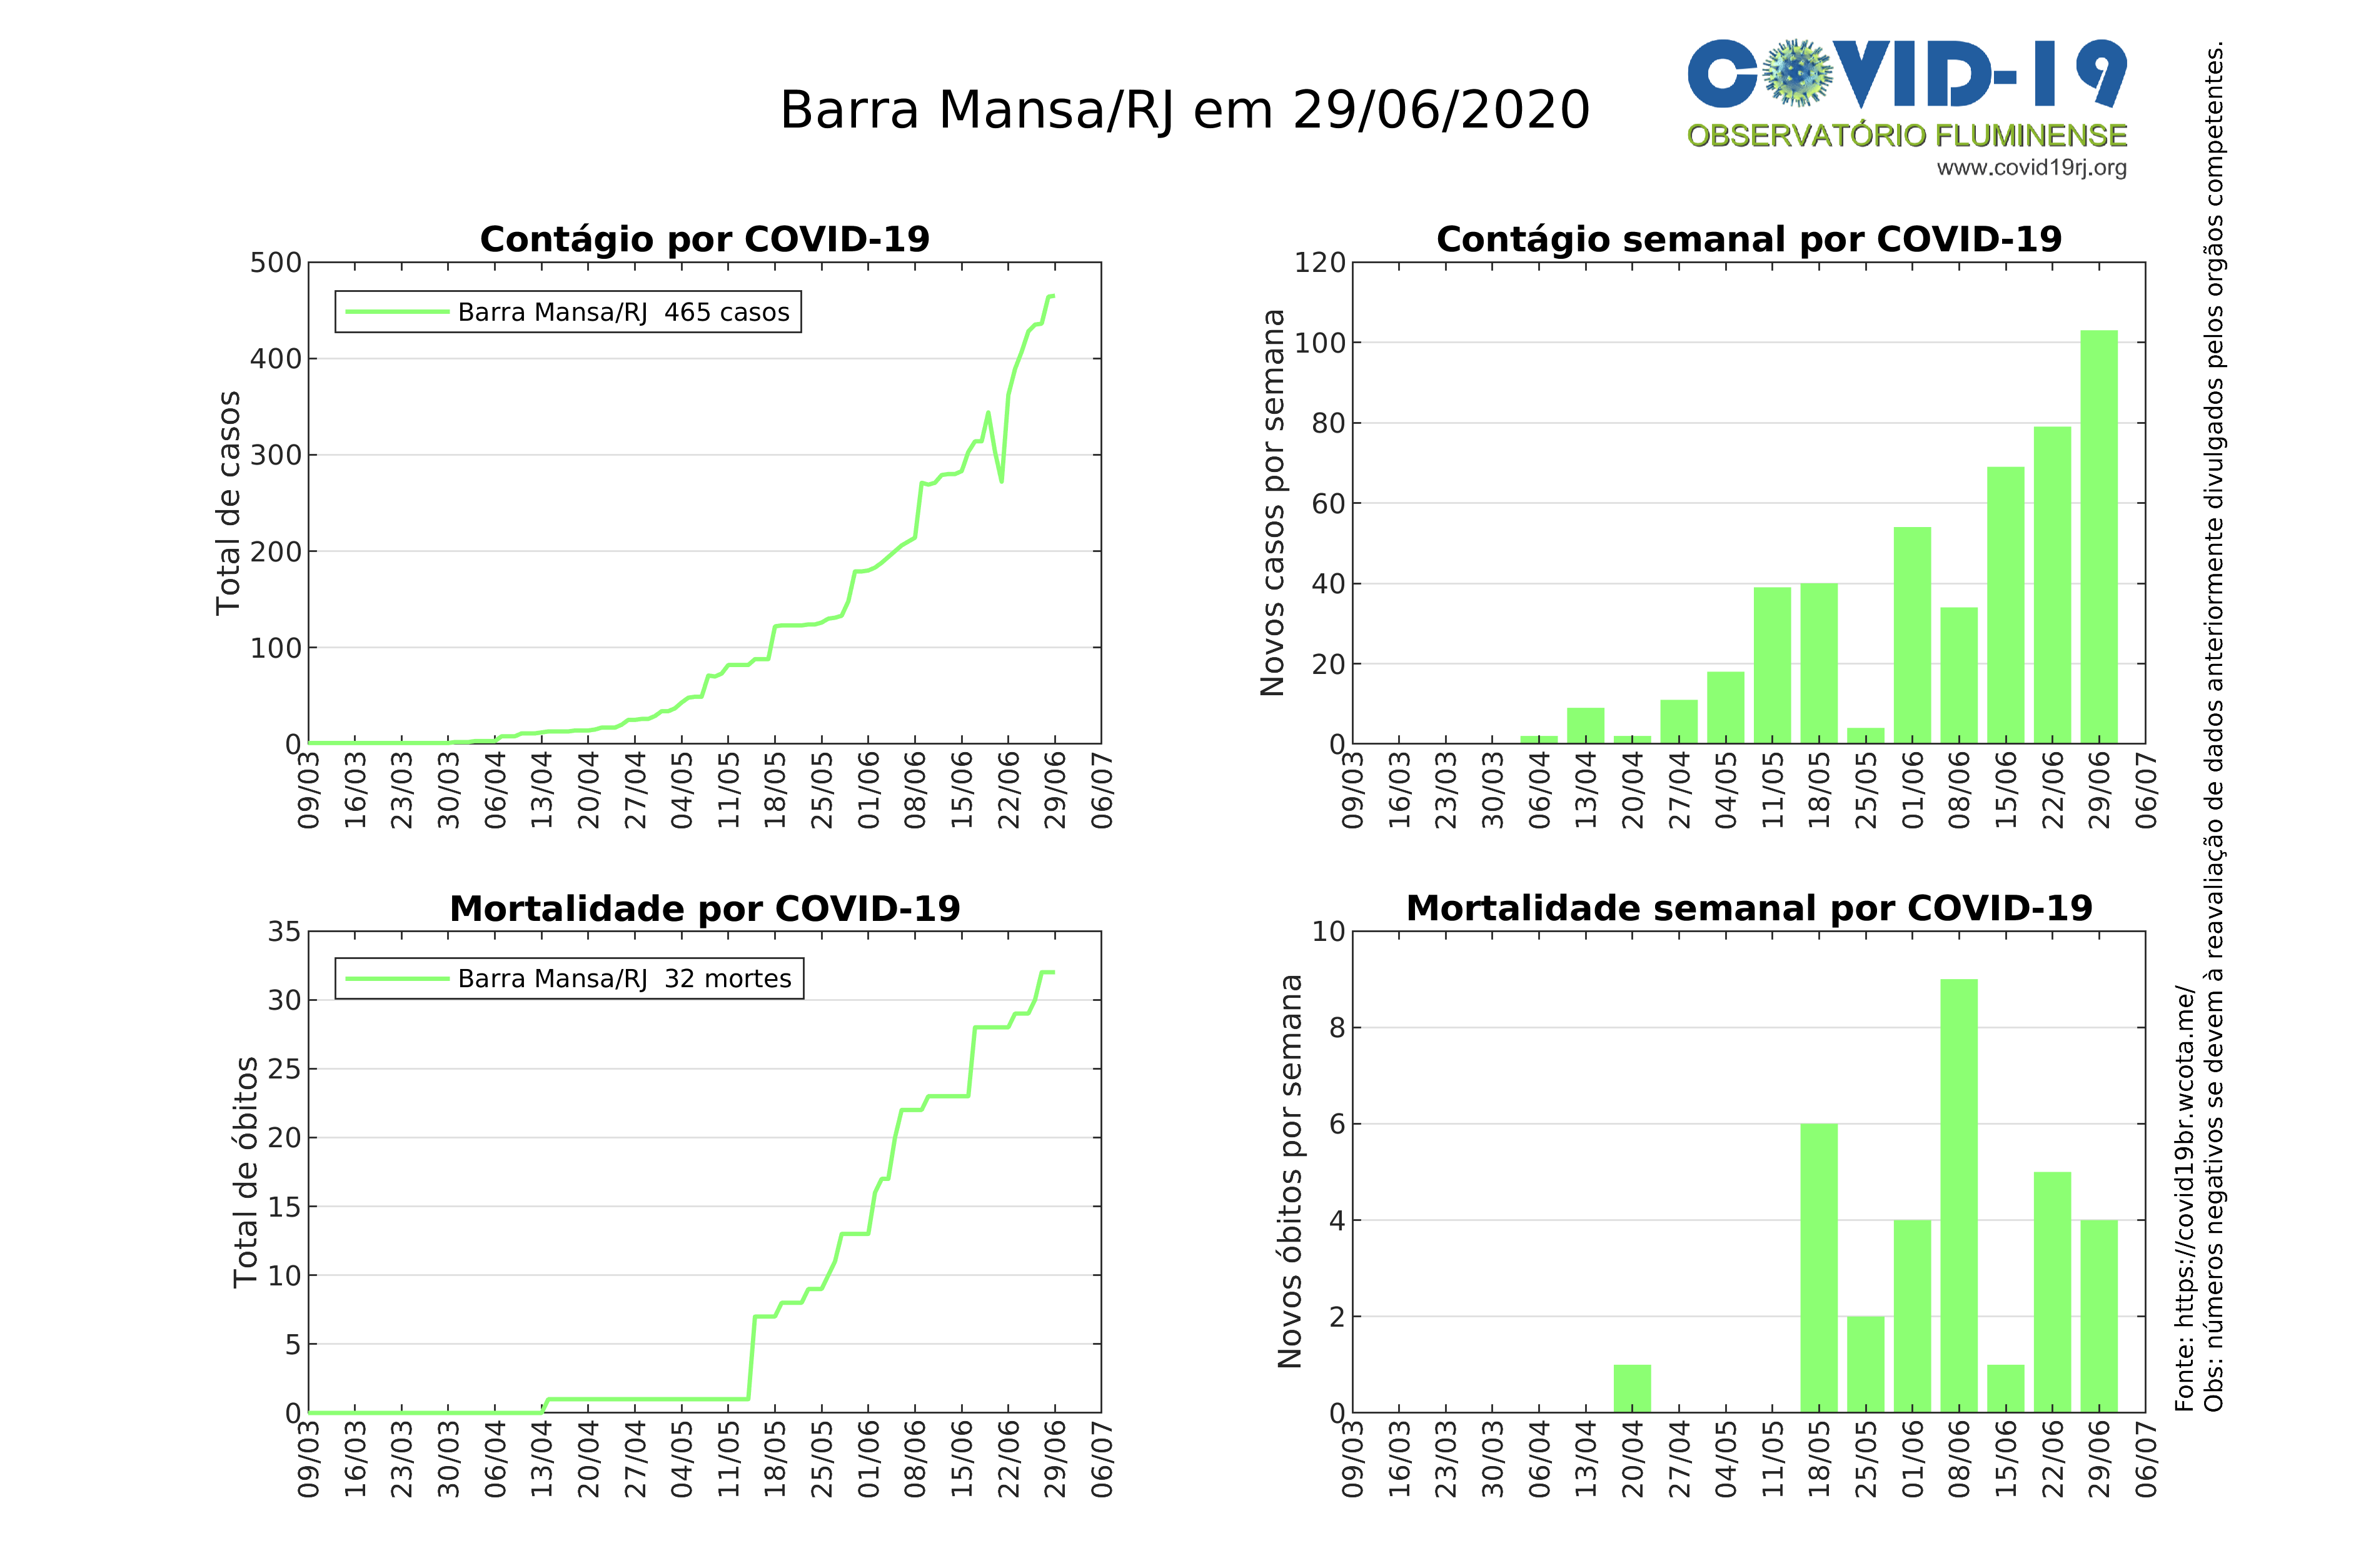 Barra Mansa/RJ em 29/06/2020
COVID-19
OBSERVATÓRIO FLUMINENSE
www.covid19rj.org
Contágio por COVID-19
Total de casos
500
400
300
200
100
0
Barra Mansa/RJ 465 casos
09/03 16/03 23/03 30/03 06/04 13/04 20/04 27/04 04/05 11/05 18/05 25/05 01/06 08/06 15/06 22/06 29/06 06/07
Contágio semanal por COVID-19
Novos casos por semana
120
100
80
60
40
20
0
09/03 16/03 23/03 30/03 06/04 13/04 20/04 27/04 04/05 11/05 18/05 25/05 01/06 08/06 15/06 22/06 29/06 06/07
Mortalidade por COVID-19
Total de óbitos
35
30
25
20
15
10
5
0
Barra Mansa/RJ 32 mortes
09/03 16/03 23/03 30/03 06/04 13/04 20/04 27/04 04/05 11/05 18/05 25/05 01/06 08/06 15/06 22/06 29/06 06/07
Mortalidade semanal por COVID-19
Novos óbitos por semana
10
8
6
4
2
0
09/03 16/03 23/03 30/03 06/04 13/04 20/04 27/04 04/05 11/05 18/05 25/05 01/06 08/06 15/06 22/06 29/06 06/07
Fonte: https://covid19br.wcota.me/
Obs: números negativos se devem à reavaliação de dados anteriormente divulgados pelos orgãos competentes.